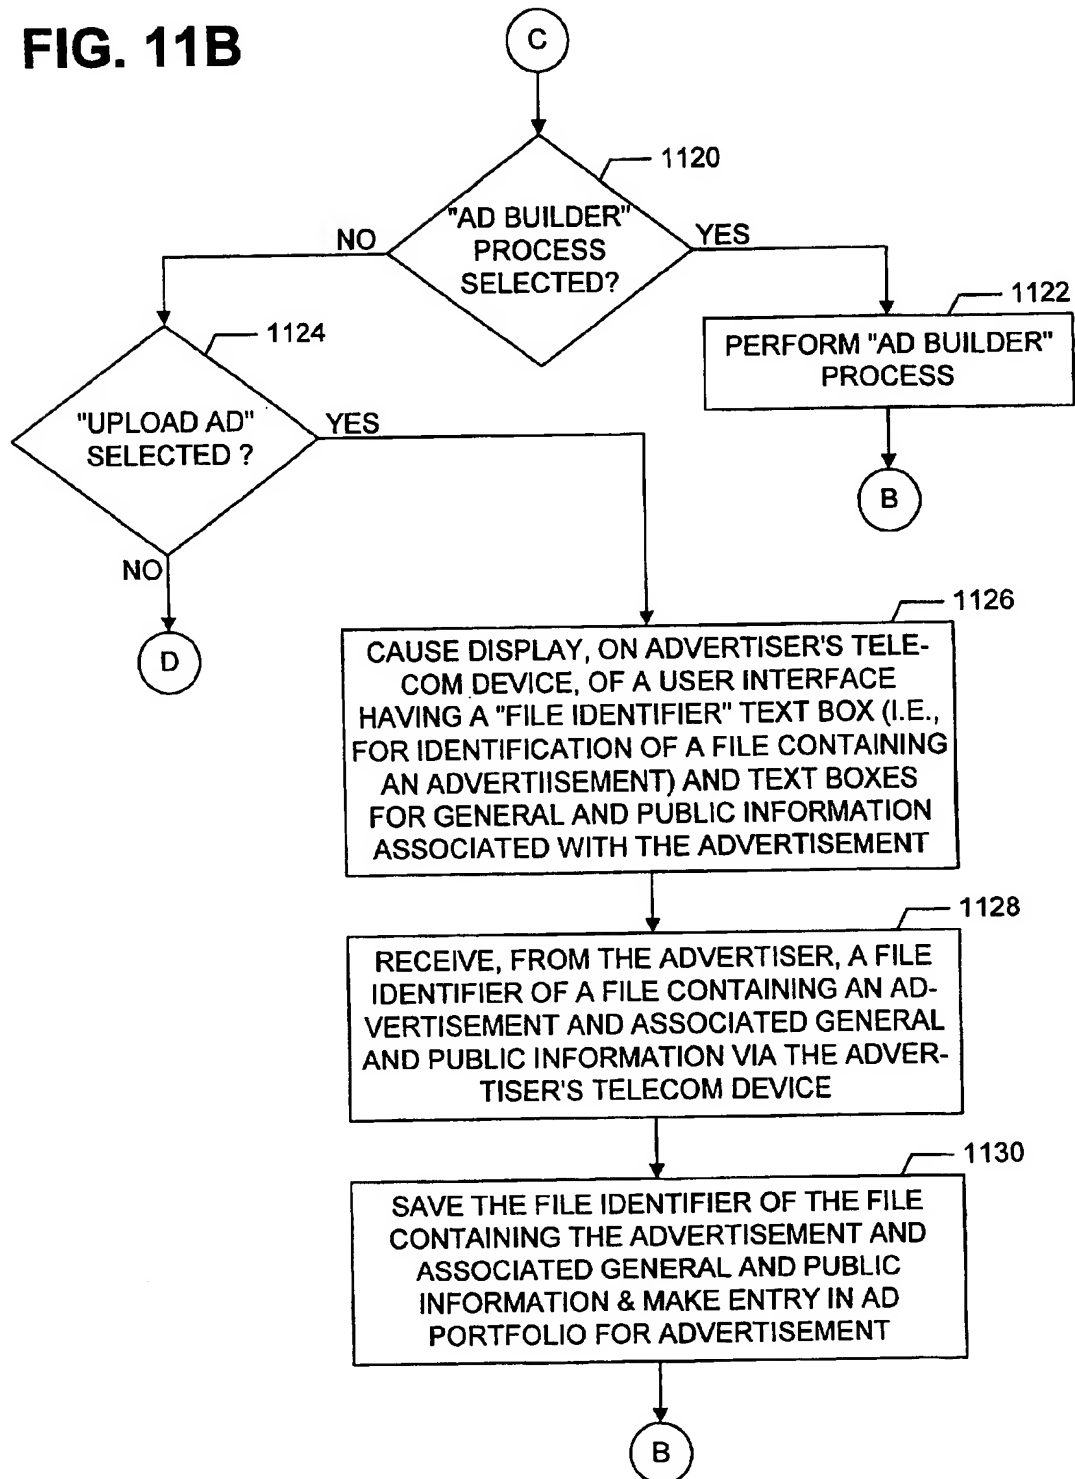 FIG. 11B
C
1120
"AD BUILDER"
PROCESS
SELECTED?
NO
YES
1122
PERFORM "AD BUILDER"
PROCESS
B
1124
"UPLOAD AD"
SELECTED ?
YES
NO
D
1126
CAUSE DISPLAY, ON ADVERTISER'S TELE-
COM DEVICE, OF A USER INTERFACE
HAVING A "FILE IDENTIFIER" TEXT BOX (I.E.,
FOR IDENTIFICATION OF A FILE CONTAINING
AN ADVERTIISEMENT) AND TEXT BOXES
FOR GENERAL AND PUBLIC INFORMATION
ASSOCIATED WITH THE ADVERTISEMENT
1128
RECEIVE, FROM THE ADVERTISER, A FILE
IDENTIFIER OF A FILE CONTAINING AN AD-
VERTISEMENT AND ASSOCIATED GENERAL
AND PUBLIC INFORMATION VIA THE ADVER-
TISER'S TELECOM DEVICE
1130
SAVE THE FILE IDENTIFIER OF THE FILE
CONTAINING THE ADVERTISEMENT AND
ASSOCIATED GENERAL AND PUBLIC
INFORMATION & MAKE ENTRY IN AD
PORTFOLIO FOR ADVERTISEMENT
B